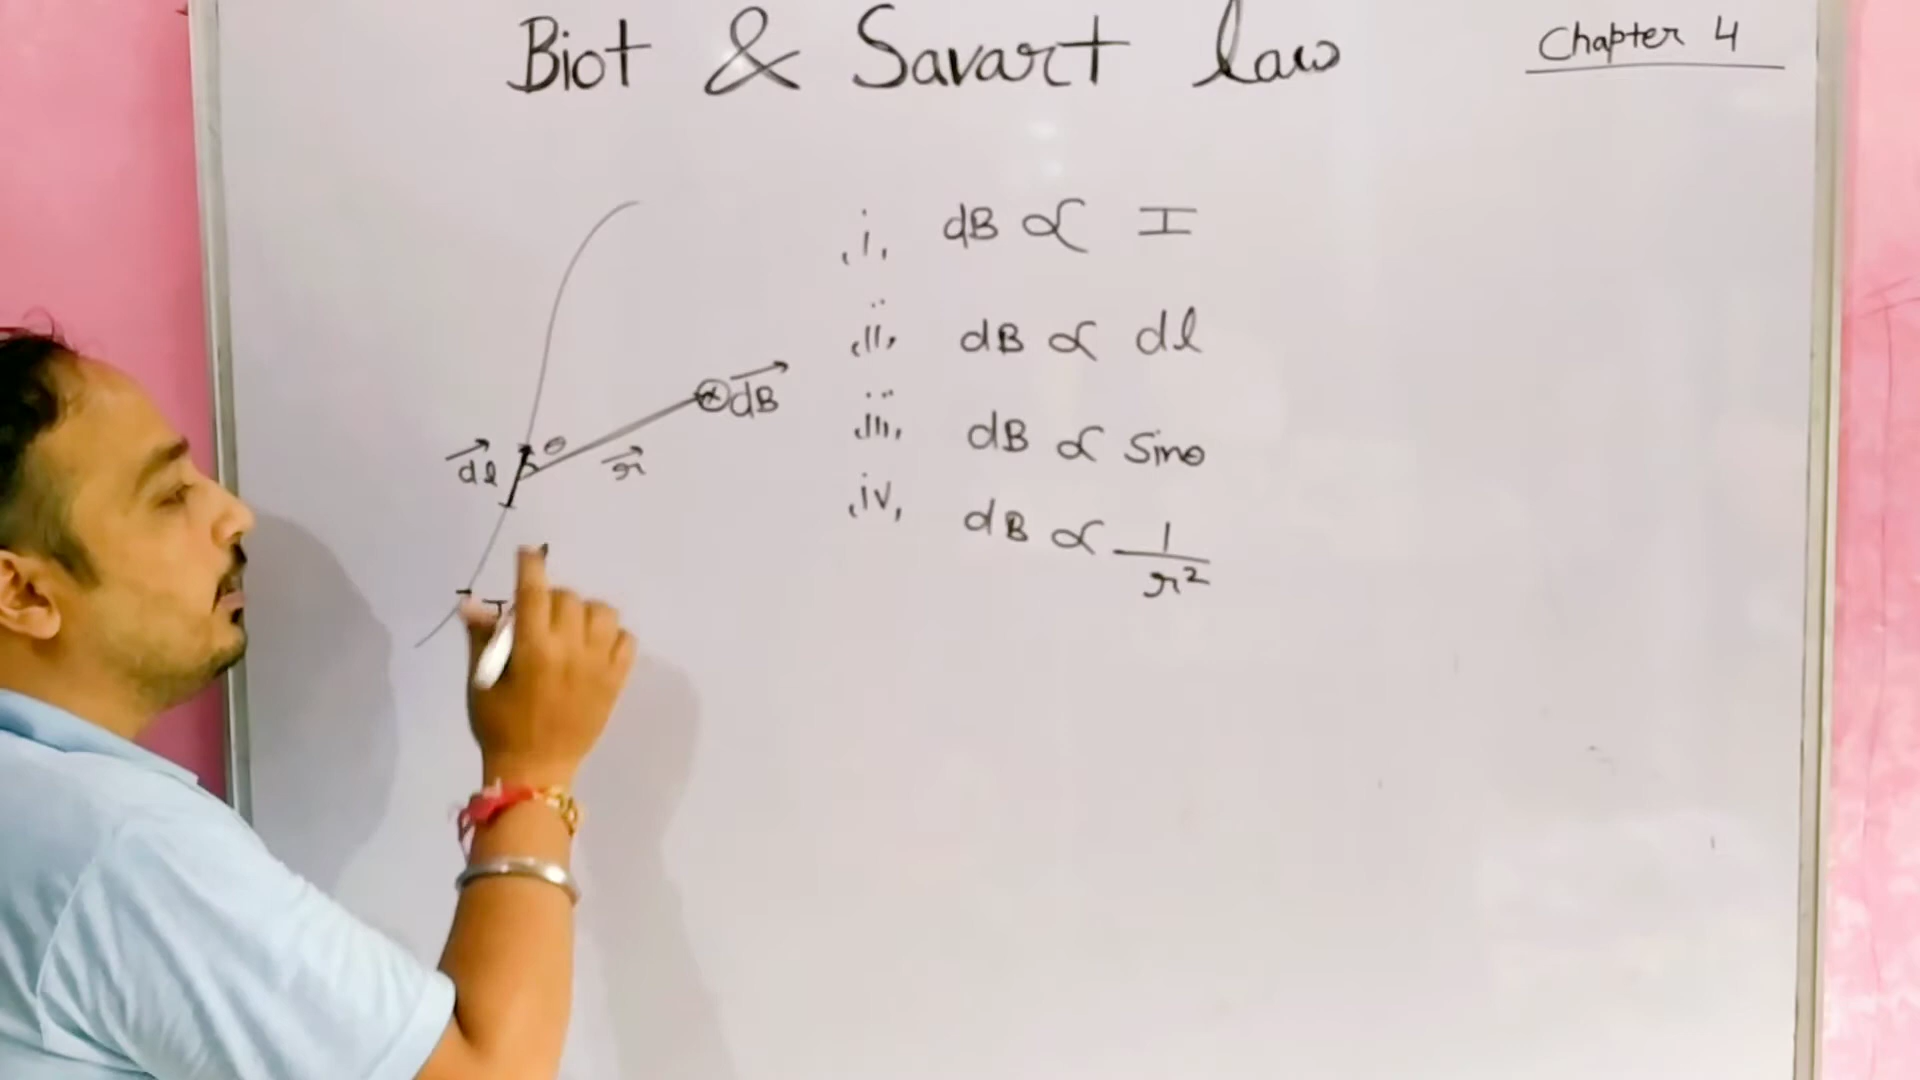 Biot & Savart law
Chapter 4
(i) dB ∝ I
(ii) dB ∝ dl
(iii) dB ∝ Sinθ
(iv) dB ∝ 1/r²
dB
θ
dl
r
I